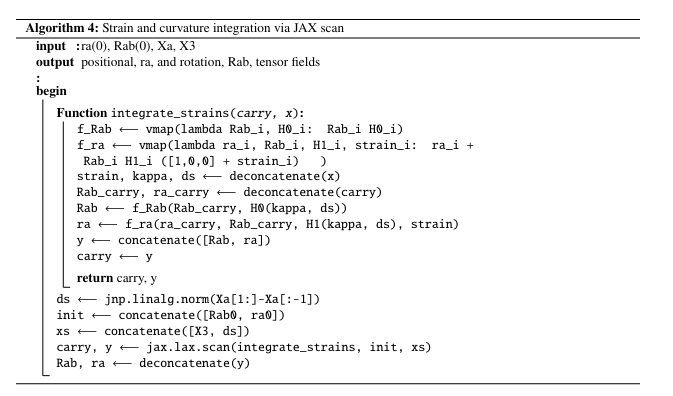 Algorithm 4: Strain and curvature integration via JAX scan
input :ra(0), Rab(0), Xa, X3
output positional, ra, and rotation, Rab, tensor fields
:
begin
Function integrate_strains(carry, x):
f_Rab ⟵ vmap(lambda Rab_i, H0_i: Rab_i H0_i)
f_ra ⟵ vmap(lambda ra_i, Rab_i, H1_i, strain_i: ra_i +
Rab_i H1_i ([1,0,0] + strain_i) )
strain, kappa, ds ⟵ deconcatenate(x)
Rab_carry, ra_carry ⟵ deconcatenate(carry)
Rab ⟵ f_Rab(Rab_carry, H0(kappa, ds))
ra ⟵ f_ra(ra_carry, Rab_carry, H1(kappa, ds), strain)
y ⟵ concatenate([Rab, ra])
carry ⟵ y
return carry, y
ds ⟵ jnp.linalg.norm(Xa[1:]-Xa[:-1])
init ⟵ concatenate([Rab0, ra0])
xs ⟵ concatenate([X3, ds])
carry, y ⟵ jax.lax.scan(integrate_strains, init, xs)
Rab, ra ⟵ deconcatenate(y)